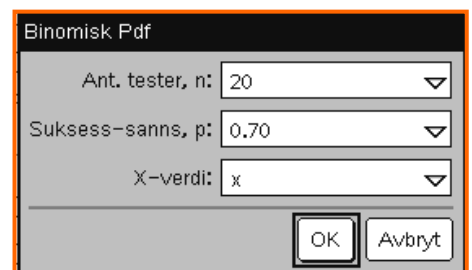 Binomisk Pdf
Ant. tester, n: 20
Suksess-sanns, p: 0.70
X-verdi: x
OK Avbryt